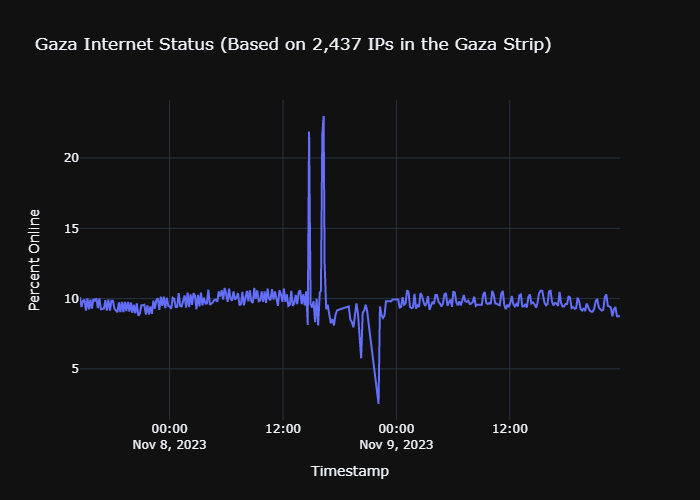 Gaza Internet Status (Based on 2,437 IPs in the Gaza Strip)
Percent Online
20
15
10
5
00:00 12:00 00:00 12:00
Nov 8, 2023 Nov 9, 2023
Timestamp